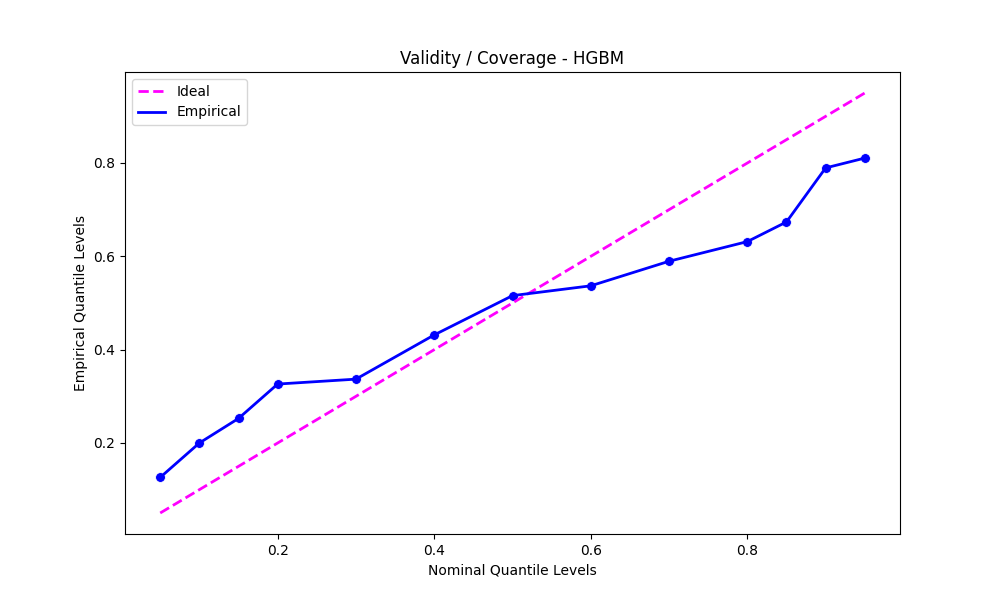 Validity / Coverage - HGBM
Ideal
Empirical
0.8
0.6
0.4
0.2
Empirical Quantile Levels
0.2
0.4
0.6
0.8
Nominal Quantile Levels